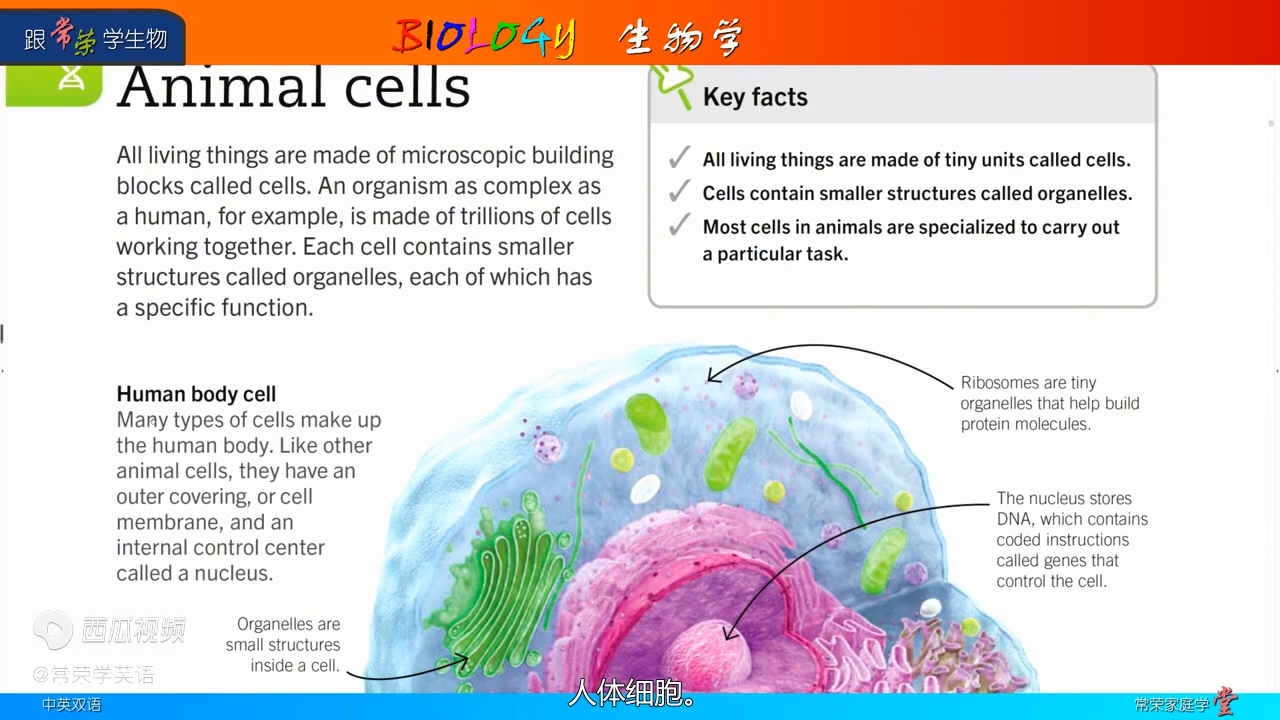 跟常荣学生物
BIOLOGY 生物学
Animal cells
All living things are made of microscopic building
blocks called cells. An organism as complex as
a human, for example, is made of trillions of cells
working together. Each cell contains smaller
structures called organelles, each of which has
a specific function.
Key facts
✓ All living things are made of tiny units called cells.
✓ Cells contain smaller structures called organelles.
✓ Most cells in animals are specialized to carry out
a particular task.
Human body cell
Many types of cells make up
the human body. Like other
animal cells, they have an
outer covering, or cell
membrane, and an
internal control center
called a nucleus.
Ribosomes are tiny
organelles that help build
protein molecules.
The nucleus stores
DNA, which contains
coded instructions
called genes that
control the cell.
Organelles are
small structures
inside a cell.
西瓜视频
@常荣学英语
人体细胞。
中英双语
常荣家庭学堂